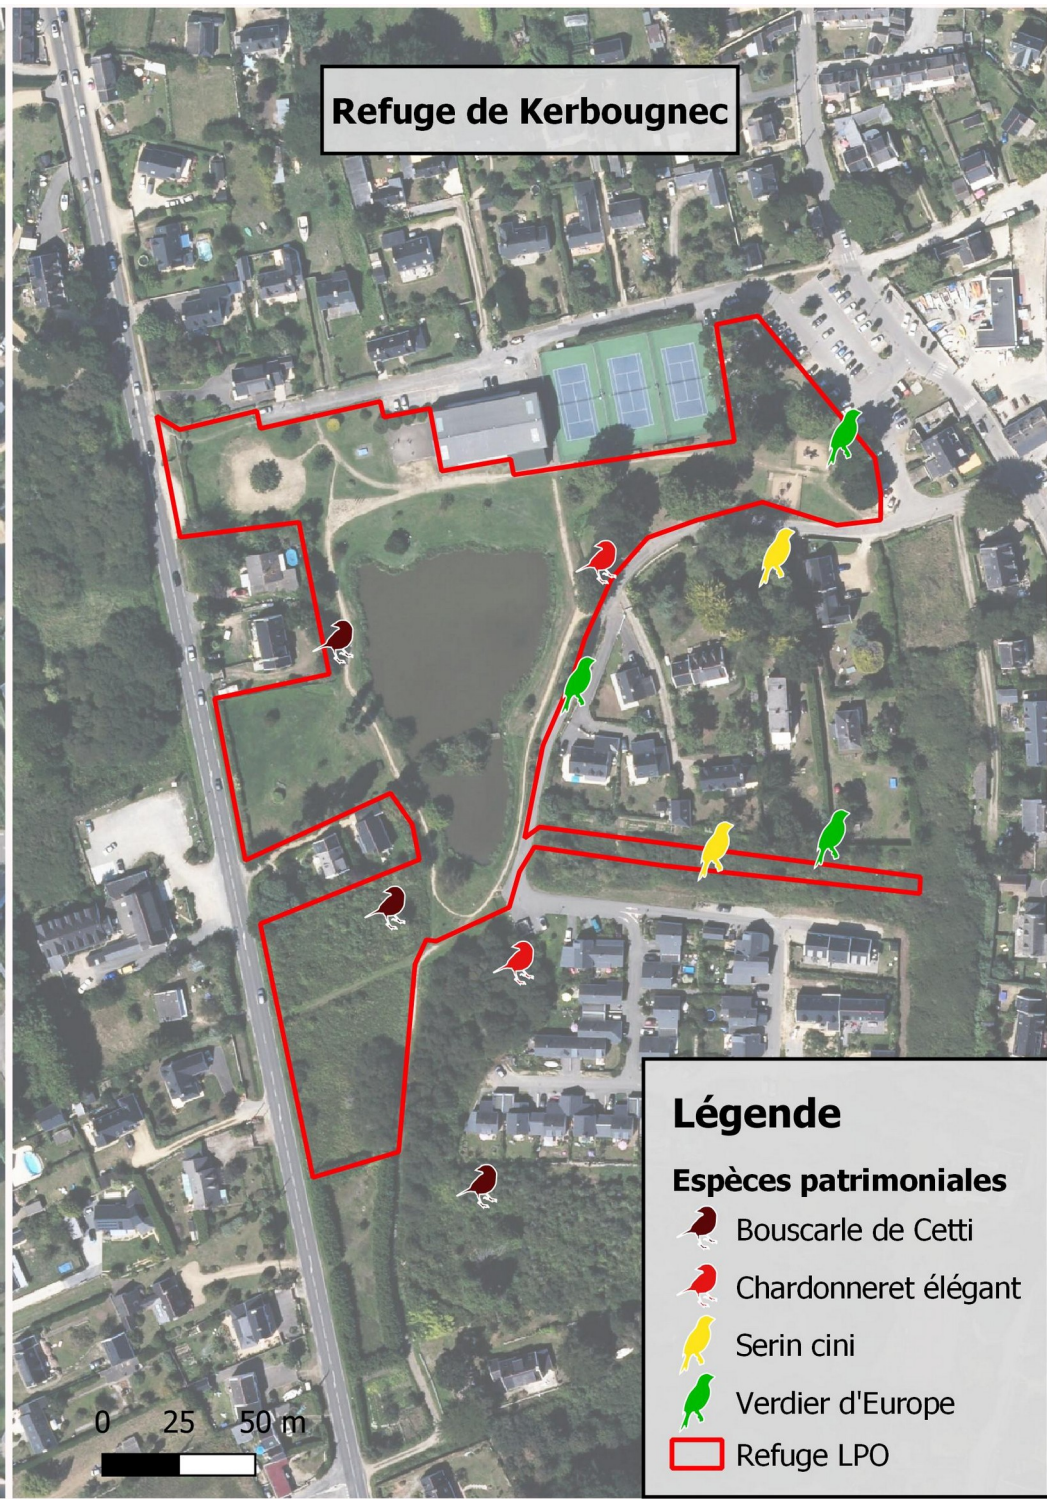 Refuge de Kerbougnec
Légende
Espèces patrimoniales
Bouscarle de Cetti
Chardonneret élégant
Serin cini
Verdier d'Europe
Refuge LPO
0 25 50 m